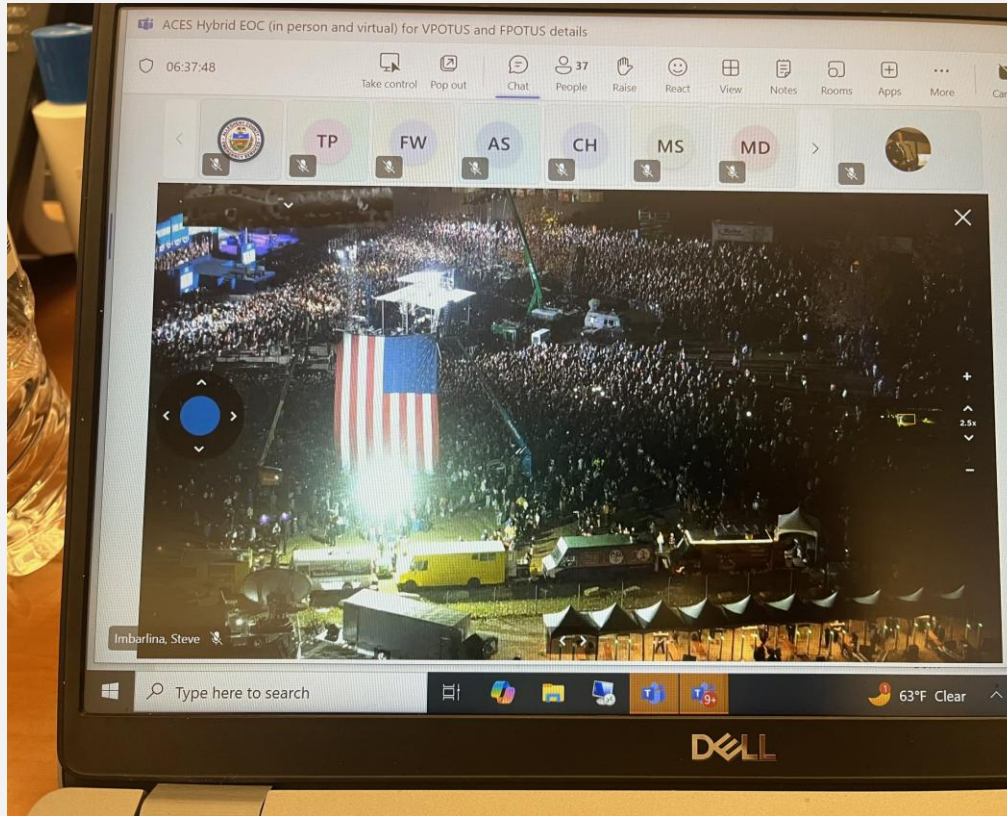 ACES Hybrid EOC (in person and virtual) for VPOTUS and FPOTUS details
06:37:48
Take control
Pop out
Chat
37
People
Raise
React
View
Notes
Rooms
Apps
More
TP
FW
AS
CH
MS
MD
2.5x
Imbarlina, Steve
Type here to search
9+
1
63°F Clear
DELL